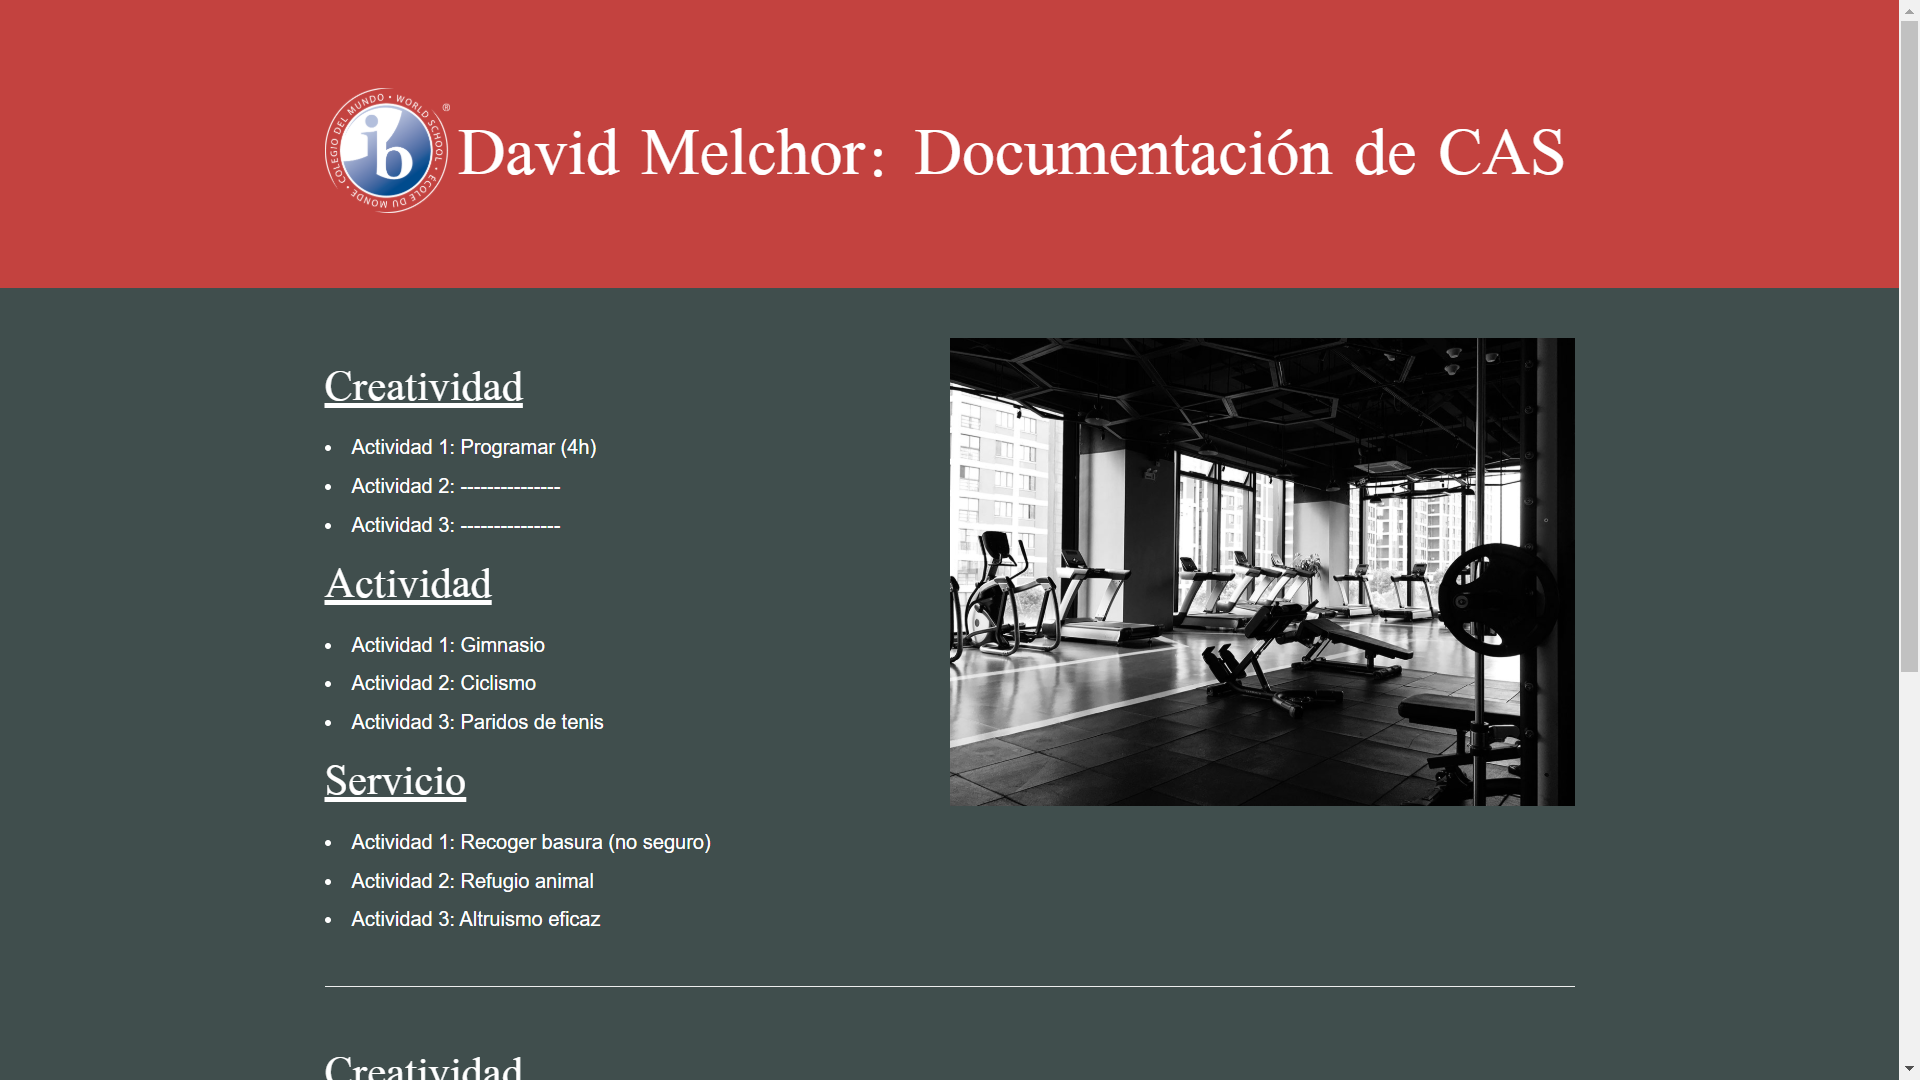 COLEGIO DEL MUNDO • WORLD SCHOOL • ÉCOLE DU MONDE •
®
ib
David Melchor: Documentación de CAS
Creatividad
• Actividad 1: Programar (4h)
• Actividad 2: ---------------
• Actividad 3: ---------------
Actividad
• Actividad 1: Gimnasio
• Actividad 2: Ciclismo
• Actividad 3: Paridos de tenis
Servicio
• Actividad 1: Recoger basura (no seguro)
• Actividad 2: Refugio animal
• Actividad 3: Altruismo eficaz
Creatividad